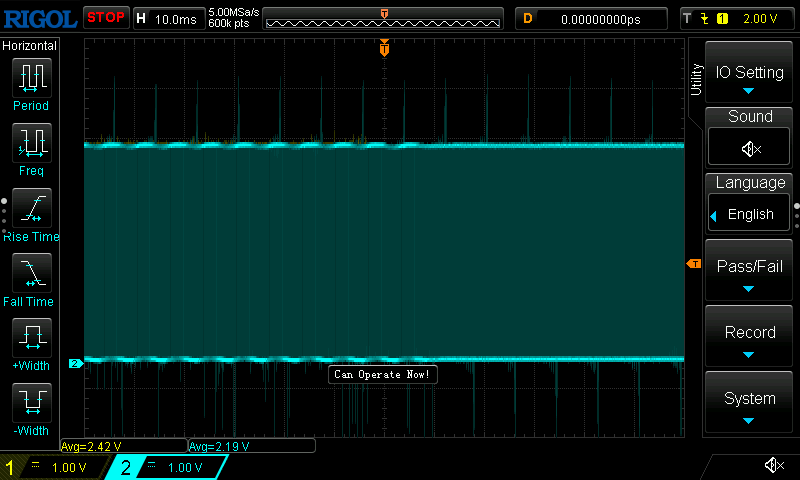 RIGOL STOP H 10.0ms 5.00MSa/s
600k pts
T
D 0.00000000ps
T 1 2.00 V
Horizontal
Period
Freq
Rise Time
Fall Time
+Width
-Width
T
T
2
Can Operate Now!
Avg=2.42 V Avg=2.19 V
1 1.00 V 2 1.00 V
Utility
IO Setting
Sound
Language
English
Pass/Fail
Record
System